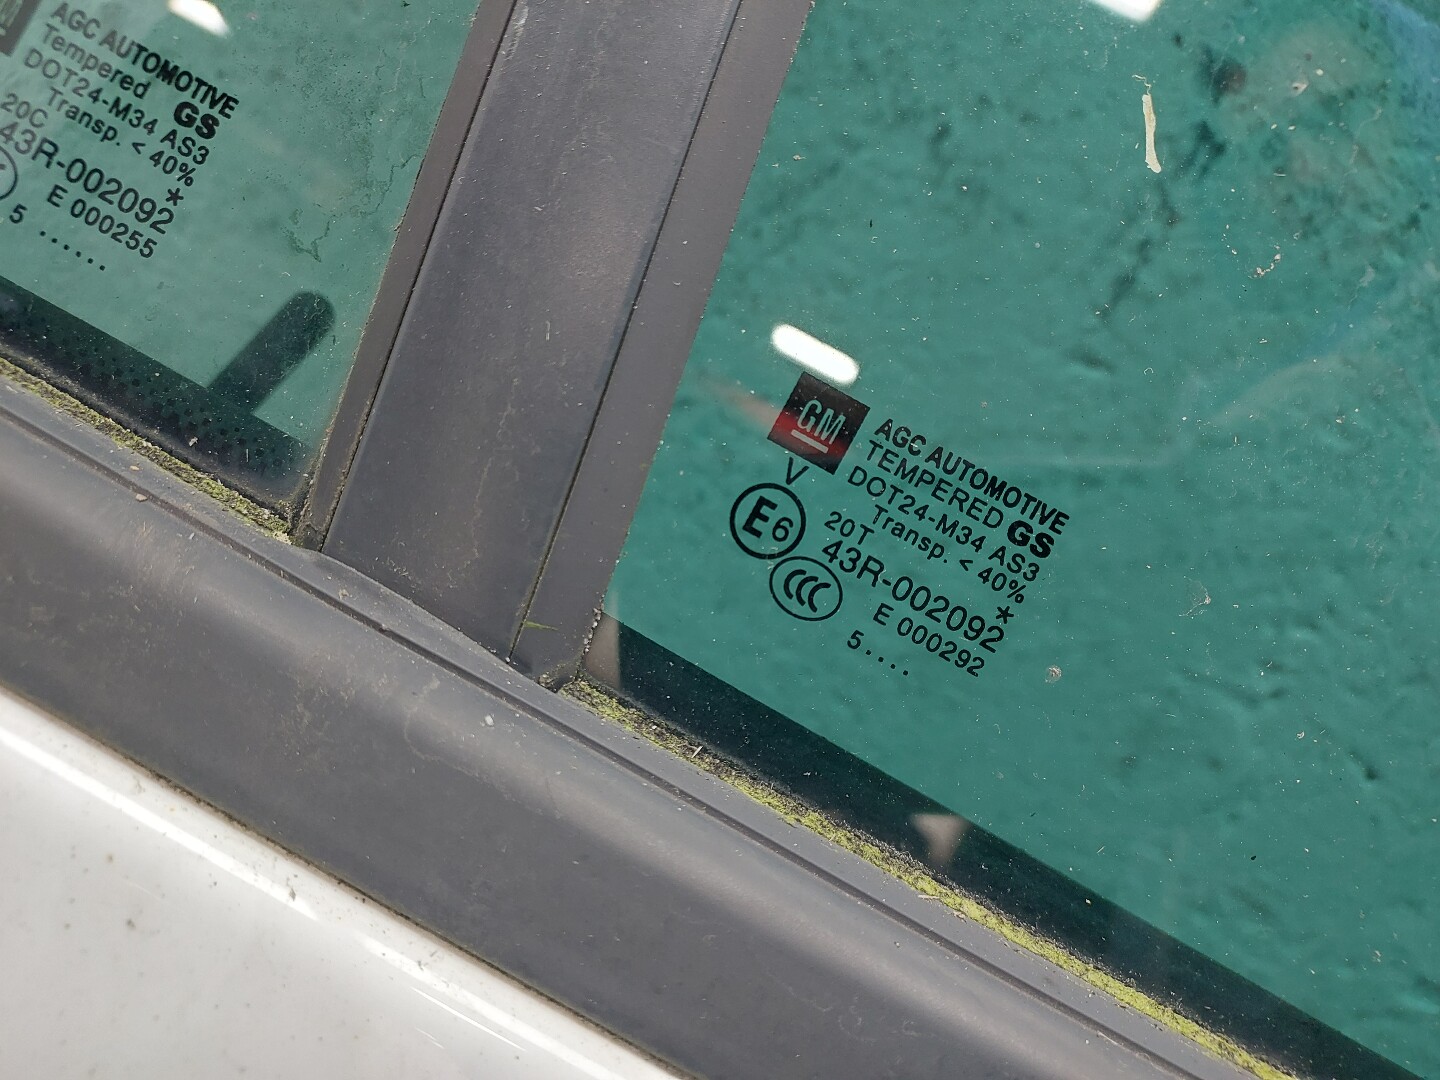 AGC AUTOMOTIVE
Tempered GS
DOT24-M34 AS3
Transp. < 40%
20C *
43R-002092
E 000255
5 ......
GM
AGC AUTOMOTIVE
TEMPERED GS
DOT24-M34 AS3
Transp. < 40%
V 20T *
E6 43R-002092
CCC E 000292
5....